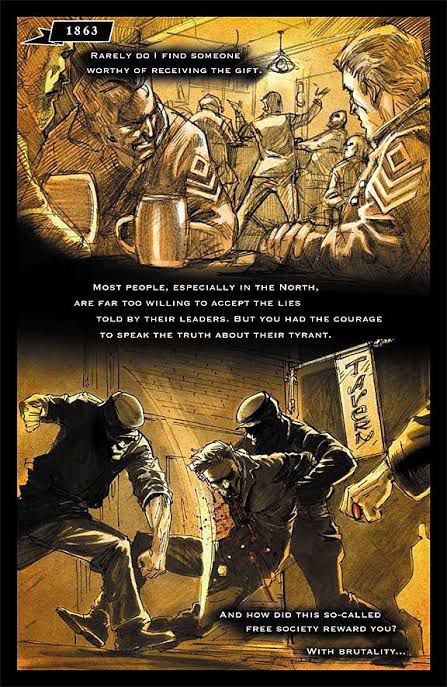 1863
RARELY DO I FIND SOMEONE
WORTHY OF RECEIVING THE GIFT.
MOST PEOPLE, ESPECIALLY IN THE NORTH,
ARE FAR TOO WILLING TO ACCEPT THE LIES
TOLD BY THEIR LEADERS. BUT YOU HAD THE COURAGE
TO SPEAK THE TRUTH ABOUT THEIR TYRANT.
TAVERN
AND HOW DID THIS SO-CALLED
FREE SOCIETY REWARD YOU?
WITH BRUTALITY...